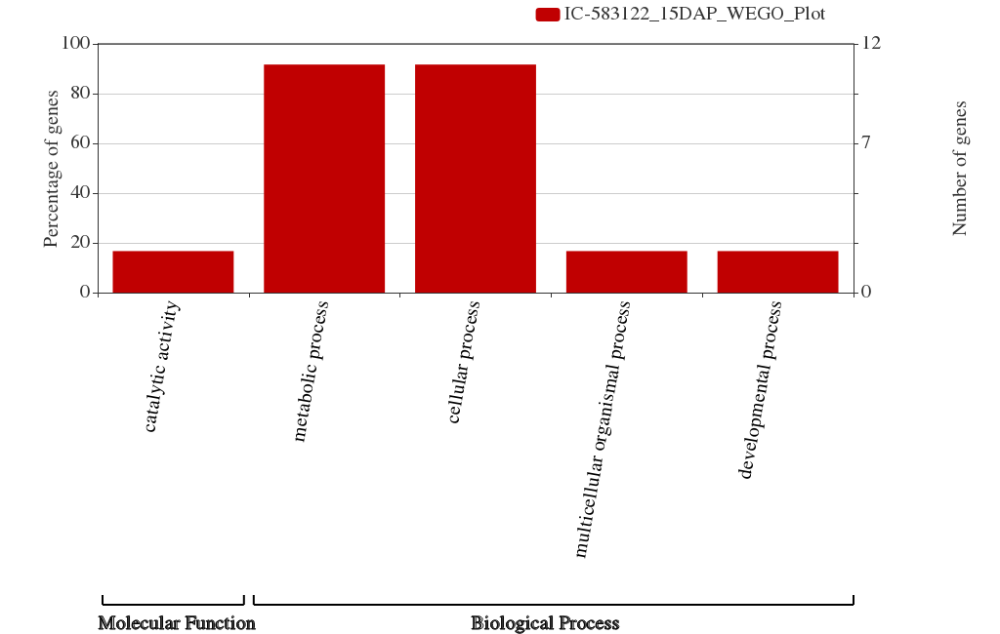 IC-583122_15DAP_WEGO_Plot
Percentage of genes
100
80
60
40
20
0
12
7
0
Number of genes
catalytic activity
metabolic process
cellular process
multicellular organismal process
developmental process
Molecular Function
Biological Process